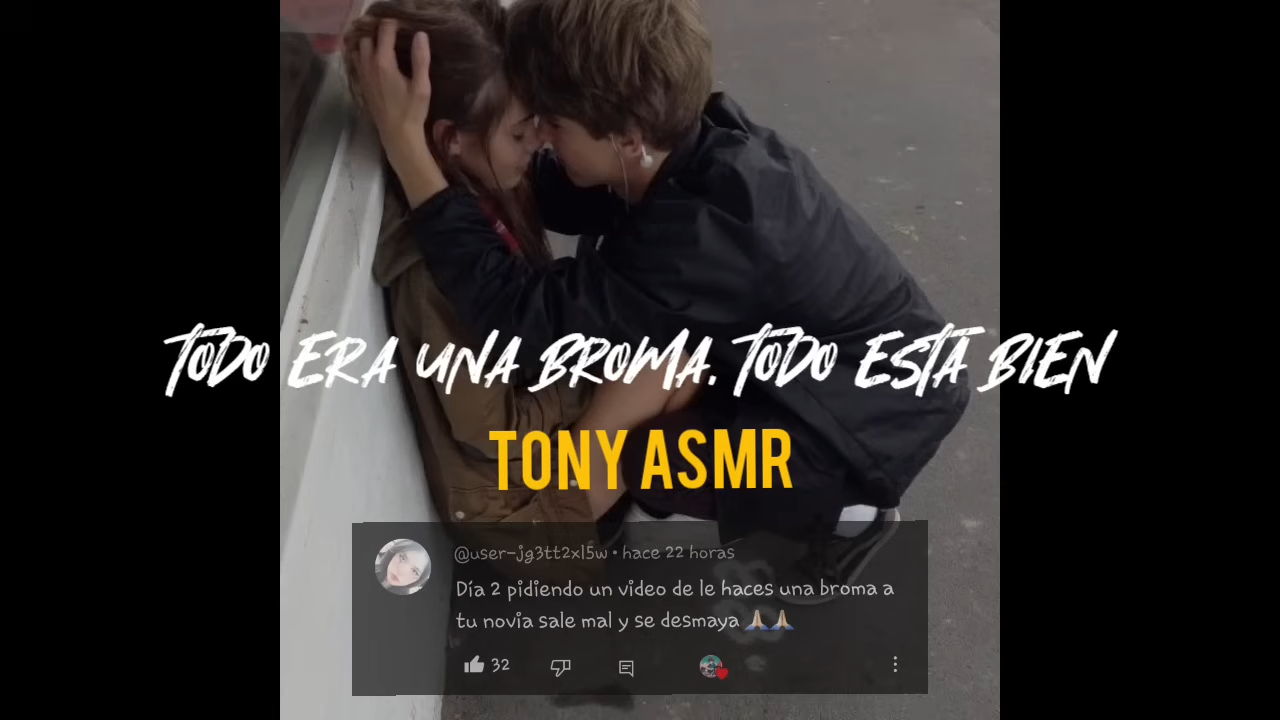 TODO ERA UNA BROMA. TODO ESTA BIEN
TONY ASMR
@user-jg3tt2xl5w • hace 22 horas
Día 2 pidiendo un video de le haces una broma a
tu novia sale mal y se desmaya 🙏🏼🙏🏼
32